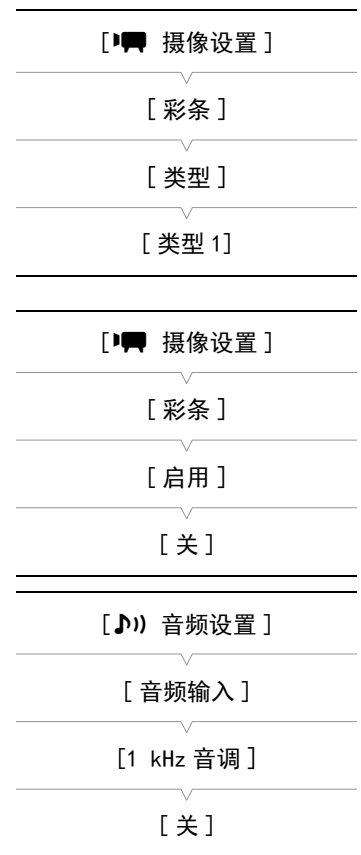 [ 摄像设置 ]
[ 彩条 ]
[ 类型 ]
[ 类型 1]
[ 摄像设置 ]
[ 彩条 ]
[ 启用 ]
[ 关 ]
[ 音频设置 ]
[ 音频输入 ]
[1 kHz 音调 ]
[ 关 ]